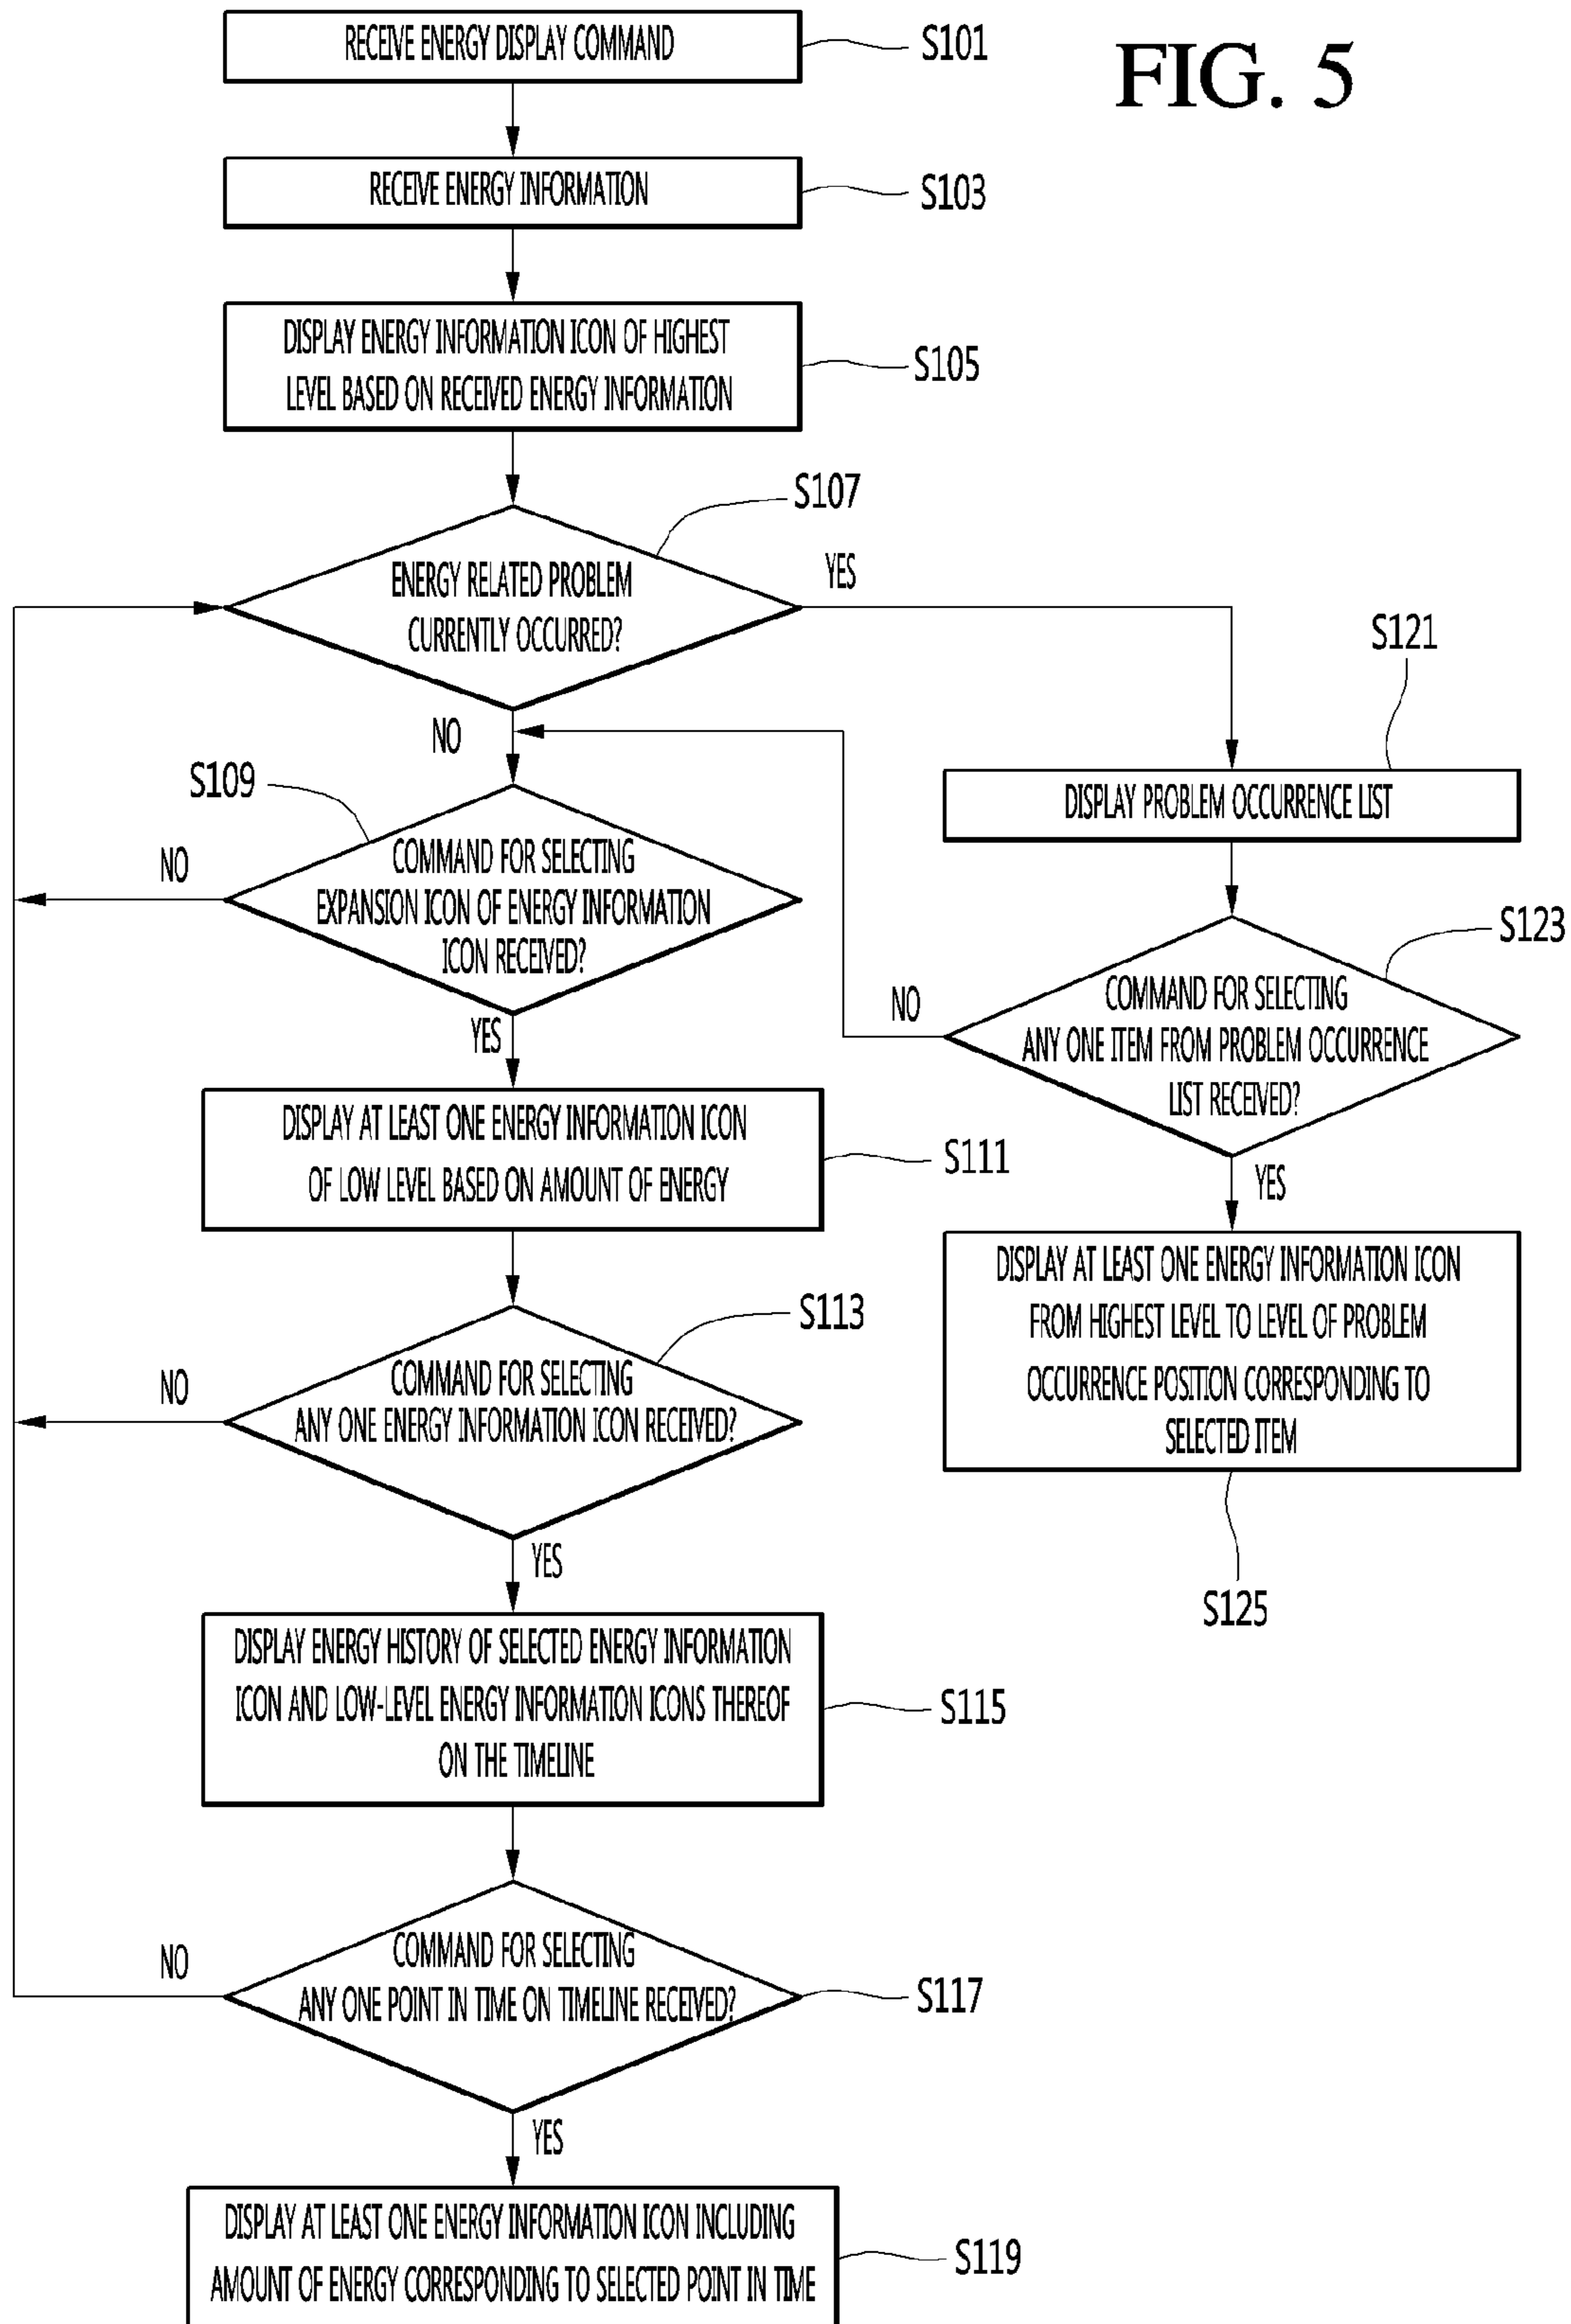 FIG. 5
RECEIVE ENERGY DISPLAY COMMAND
S101
RECEIVE ENERGY INFORMATION
S103
DISPLAY ENERGY INFORMATION ICON OF HIGHEST
LEVEL BASED ON RECEIVED ENERGY INFORMATION
S105
S107
ENERGY RELATED PROBLEM
CURRENTLY OCCURRED?
YES
NO
S109
COMMAND FOR SELECTING
EXPANSION ICON OF ENERGY INFORMATION
ICON RECEIVED?
NO
YES
DISPLAY AT LEAST ONE ENERGY INFORMATION ICON
OF LOW LEVEL BASED ON AMOUNT OF ENERGY
S111
S113
COMMAND FOR SELECTING
ANY ONE ENERGY INFORMATION ICON RECEIVED?
NO
YES
DISPLAY ENERGY HISTORY OF SELECTED ENERGY INFORMATION
ICON AND LOW-LEVEL ENERGY INFORMATION ICONS THEREOF
ON THE TIMELINE
S115
COMMAND FOR SELECTING
ANY ONE POINT IN TIME ON TIMELINE RECEIVED?
NO
S117
YES
DISPLAY AT LEAST ONE ENERGY INFORMATION ICON INCLUDING
AMOUNT OF ENERGY CORRESPONDING TO SELECTED POINT IN TIME
S119
S121
DISPLAY PROBLEM OCCURRENCE LIST
S123
COMMAND FOR SELECTING
ANY ONE ITEM FROM PROBLEM OCCURRENCE
LIST RECEIVED?
NO
YES
DISPLAY AT LEAST ONE ENERGY INFORMATION ICON
FROM HIGHEST LEVEL TO LEVEL OF PROBLEM
OCCURRENCE POSITION CORRESPONDING TO
SELECTED ITEM
S125